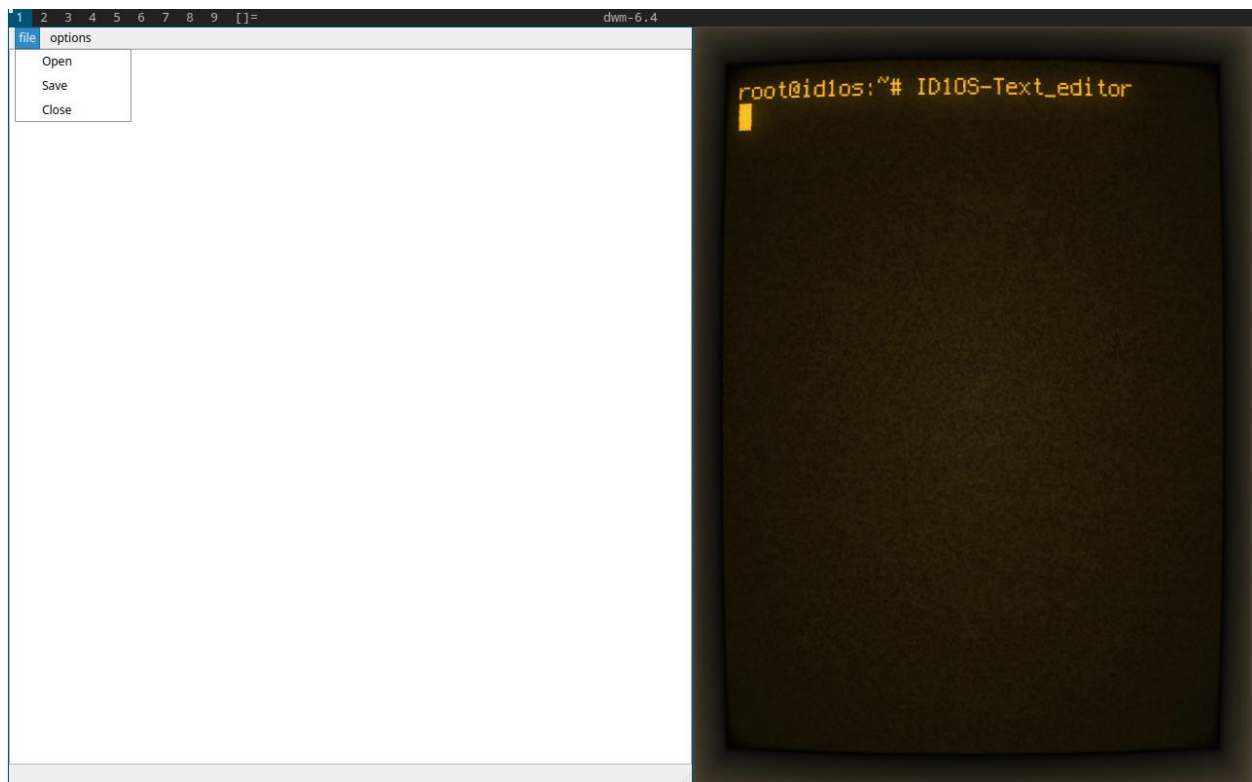 1 2 3 4 5 6 7 8 9 []= dwm-6.4
file options
Open
Save
Close
root@id1os:~# ID1OS-Text_editor